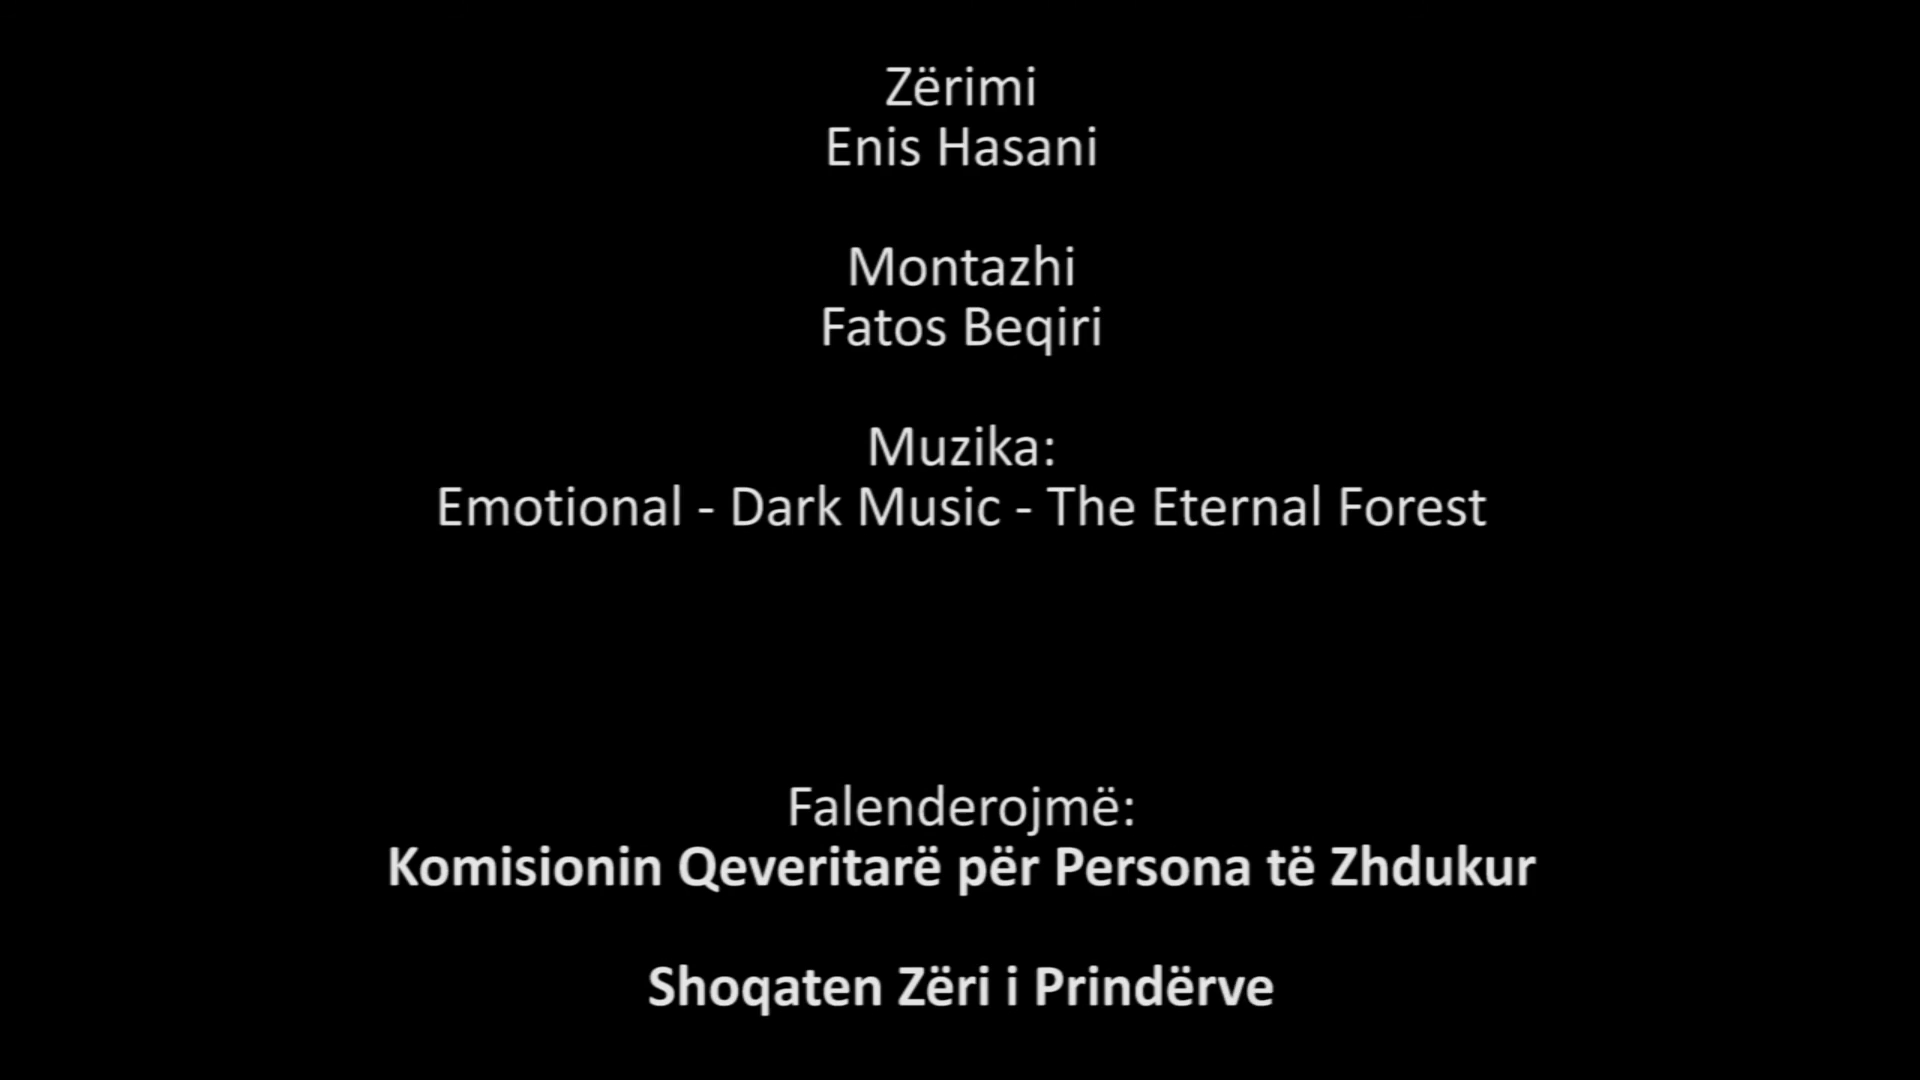 Zërimi
Enis Hasani
Montazhi
Fatos Beqiri
Muzika:
Emotional - Dark Music - The Eternal Forest
Falenderojmë:
Komisionin Qeveritarë për Persona të Zhdukur
Shoqaten Zëri i Prindërve